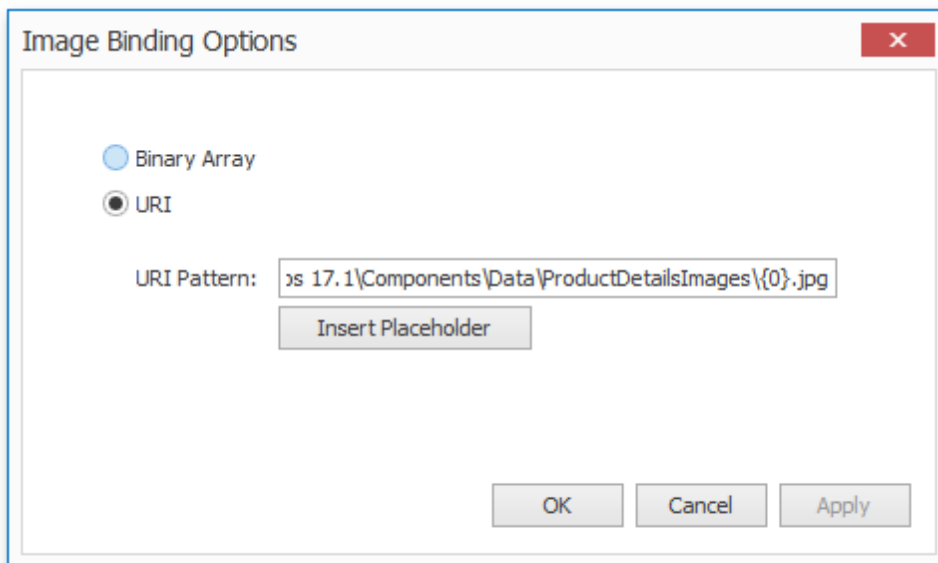 Image Binding Options
Binary Array
URI
URI Pattern: 17.1\Components\Data\ProductDetailsImages\{0}.jpg
Insert Placeholder
OK Cancel Apply